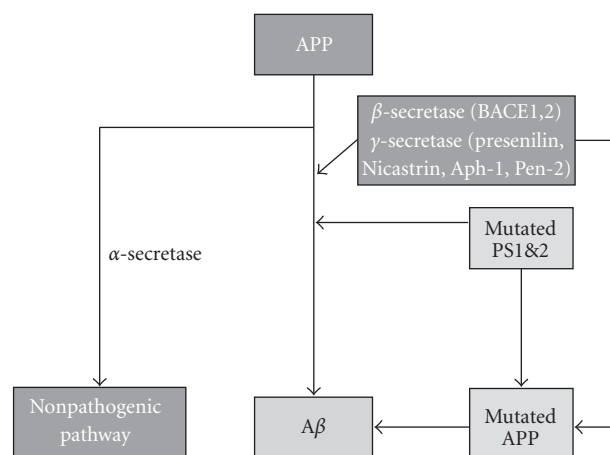 APP
β-secretase (BACE1,2)
γ-secretase (presenilin,
Nicastrin, Aph-1, Pen-2)
Mutated
PS1&2
α-secretase
Nonpathogenic
pathway
Aβ
Mutated
APP